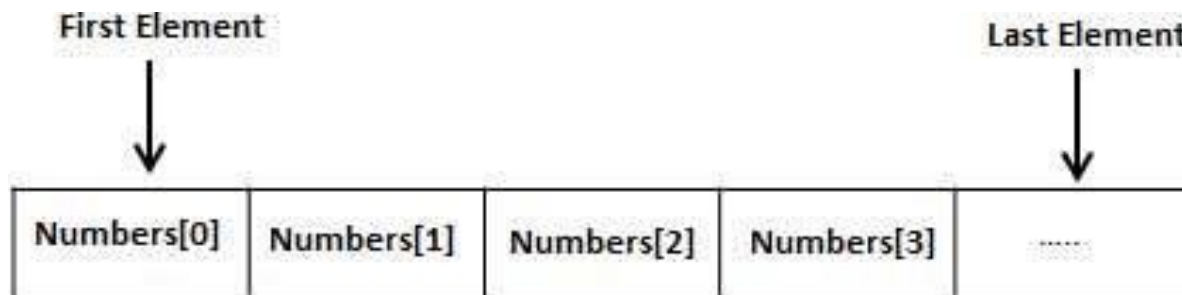 First Element
Last Element
Numbers[0] Numbers[1] Numbers[2] Numbers[3] .....